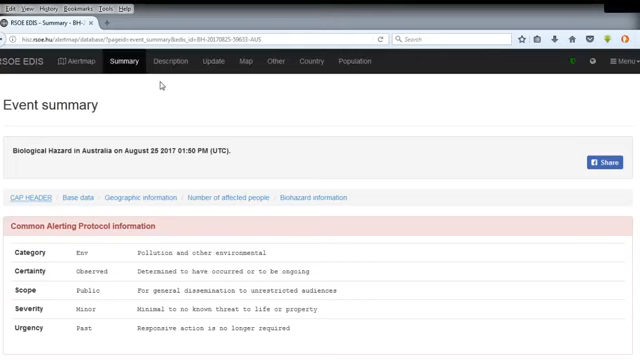 Edit View History Bookmarks Tools Help
RSOE EDIS - Summary - BH-2 ×
hisz.rsoe.hu/alertmap/database/?pageid=event_summary&edis_id=BH-20170825-59633-AUS Search
RSOE EDIS Alertmap Summary Description Update Map Other Country Population Menu
Event summary
Biological Hazard in Australia on August 25 2017 01:50 PM (UTC).
Share
CAP HEADER / Base data / Geographic information / Number of affected people / Biohazard information
Common Alerting Protocol information
Category Env Pollution and other environmental
Certainty Observed Determined to have occurred or to be ongoing
Scope Public For general dissemination to unrestricted audiences
Severity Minor Minimal to no known threat to life or property
Urgency Past Responsive action is no longer required